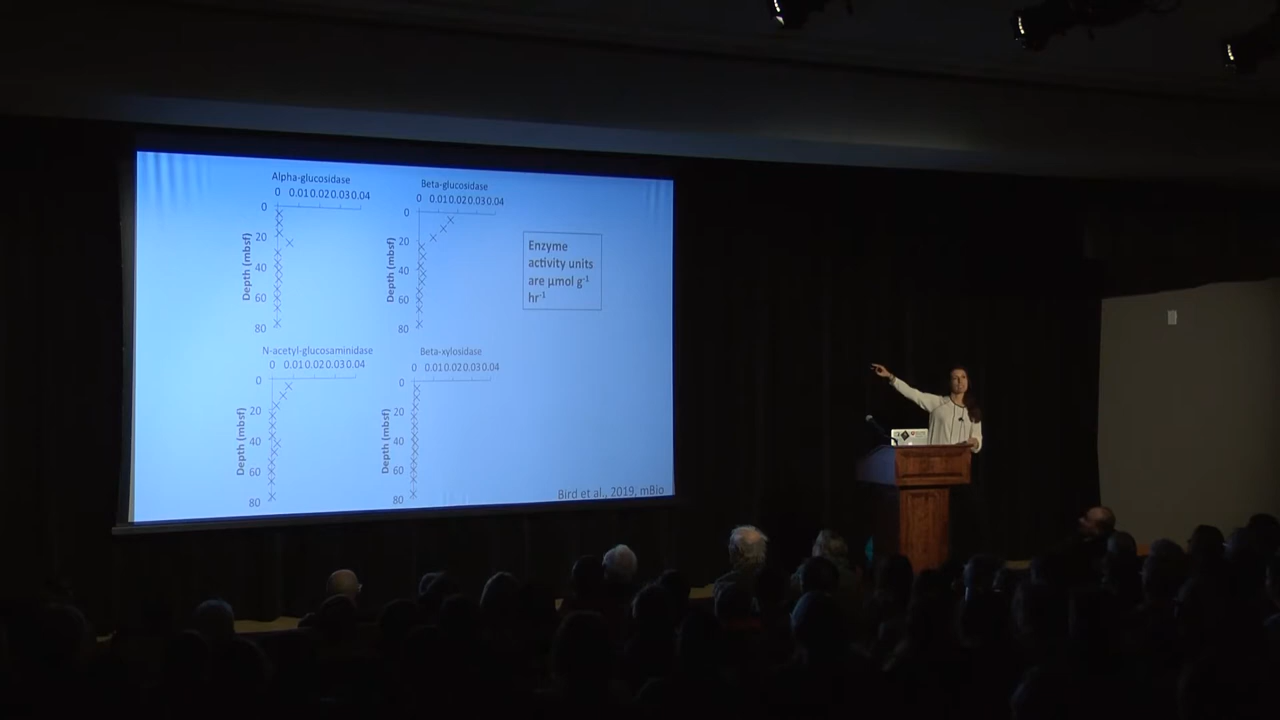 Alpha-glucosidase
0 0.01 0.02 0.03 0.04
0
20
40
60
80
Depth (mbsf)
Beta-glucosidase
0 0.01 0.02 0.03 0.04
0
20
40
60
80
Depth (mbsf)
Enzyme
activity units
are µmol g⁻¹
hr⁻¹
N-acetyl-glucosaminidase
0 0.01 0.02 0.03 0.04
0
20
40
60
80
Depth (mbsf)
Beta-xylosidase
0 0.01 0.02 0.03 0.04
0
20
40
60
80
Depth (mbsf)
Bird et al., 2019, mBio